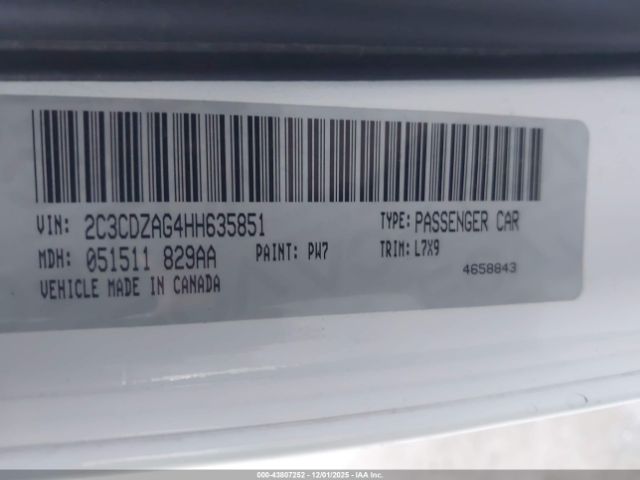 VIN: 2C3CDZAG4HH635851 TYPE: PASSENGER CAR
MDH: 051511 829AA PAINT: PW7 TRIM: L7X9
4658843
VEHICLE MADE IN CANADA
000-43807252 - 12/01/2025 - IAA Inc.